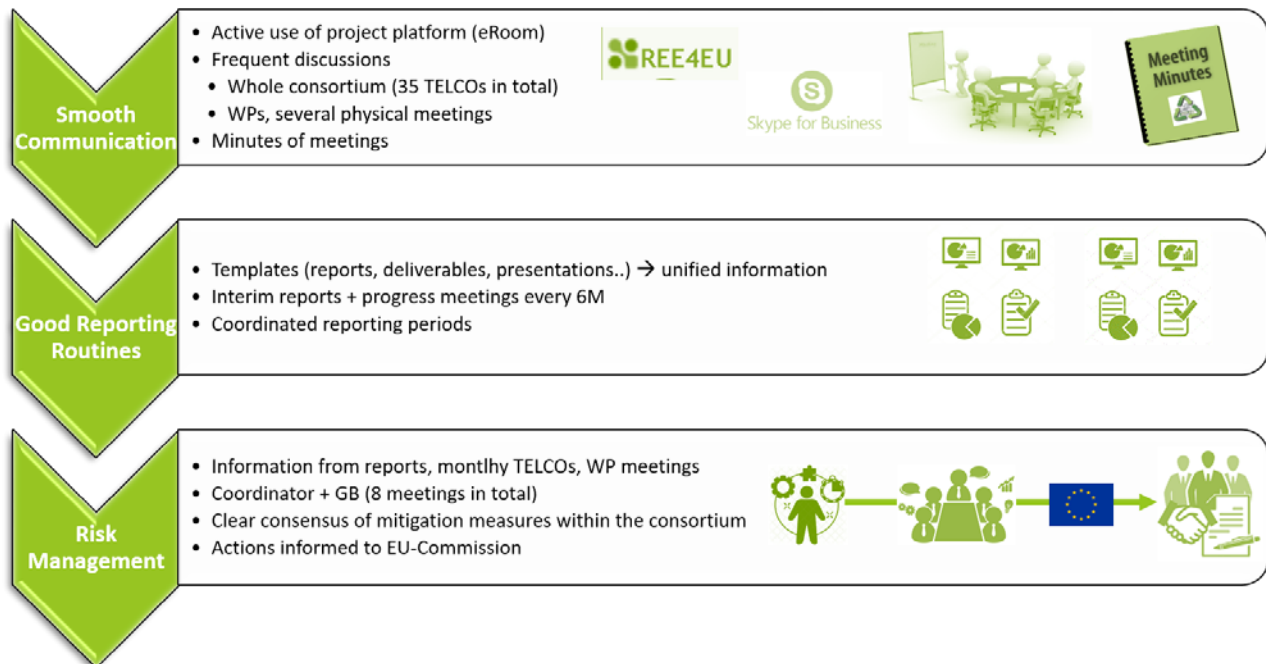 Smooth
Communication
• Active use of project platform (eRoom)
• Frequent discussions
• Whole consortium (35 TELCOs in total)
• WPs, several physical meetings
• Minutes of meetings
REE4EU
S
Skype for Business
Meeting
Minutes
Good Reporting
Routines
• Templates (reports, deliverables, presentations..) → unified information
• Interim reports + progress meetings every 6M
• Coordinated reporting periods
Risk
Management
• Information from reports, montlhy TELCOs, WP meetings
• Coordinator + GB (8 meetings in total)
• Clear consensus of mitigation measures within the consortium
• Actions informed to EU-Commission